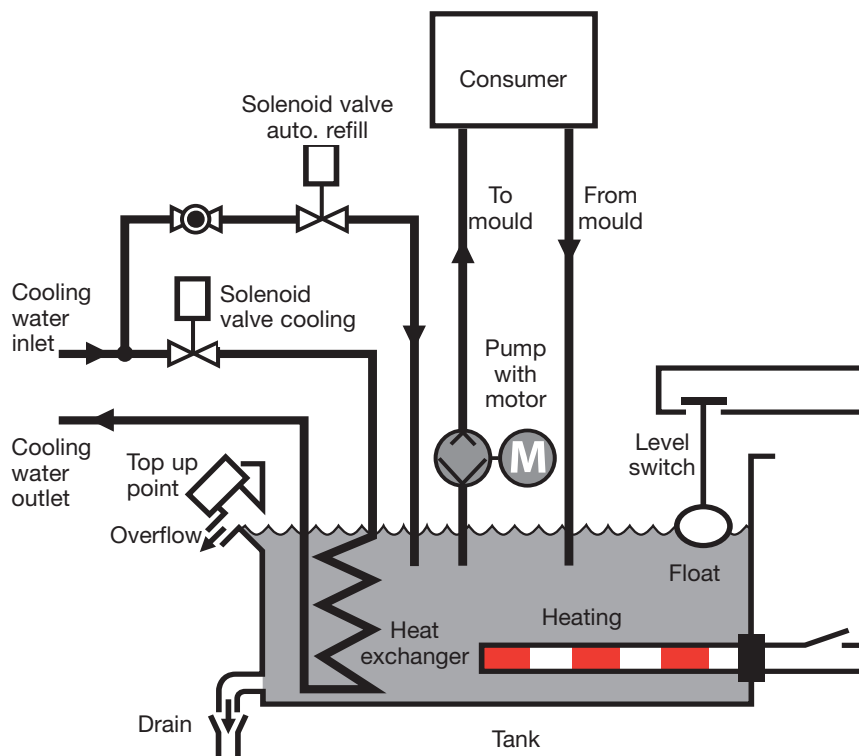 Consumer
Solenoid valve
auto. refill
To
mould
From
mould
Cooling
water
inlet
Solenoid
valve cooling
Pump
with
motor
M
Cooling
water
outlet
Top up
point
Level
switch
Overflow
Float
Heating
Heat
exchanger
Drain
Tank